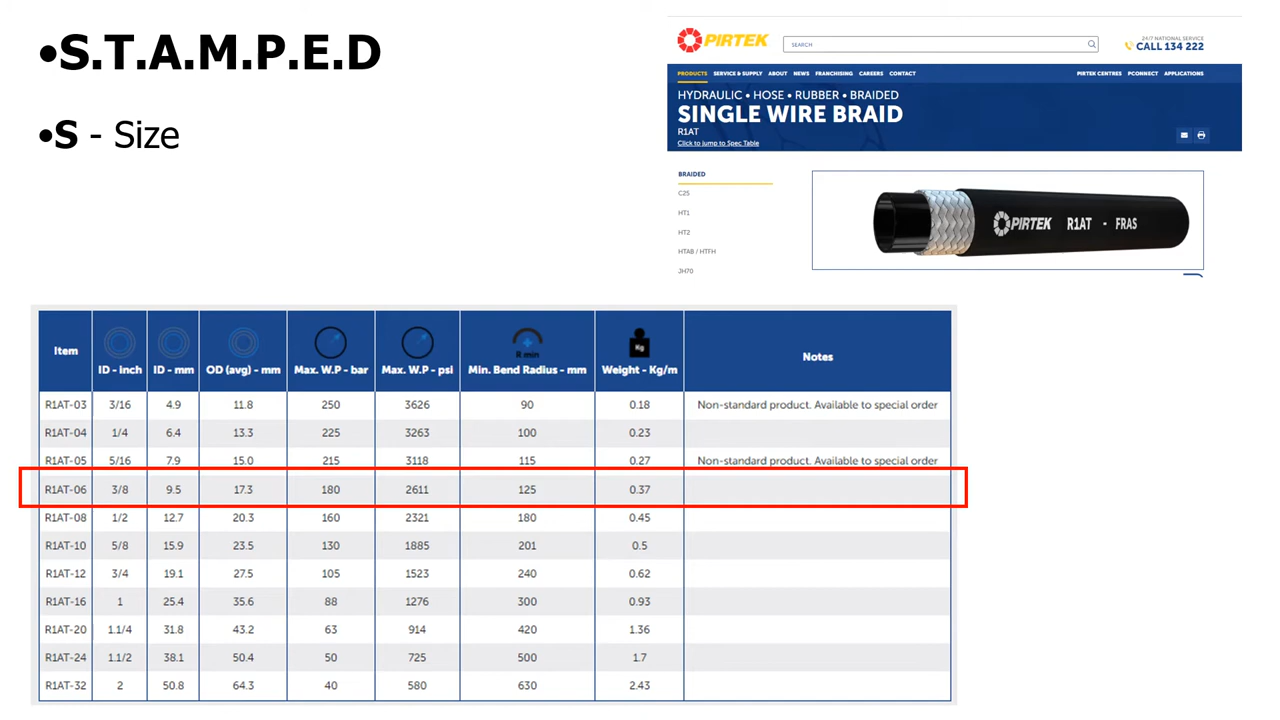 •S.T.A.M.P.E.D
•S - Size
PIRTEK
SEARCH
24/7 NATIONAL SERVICE
CALL 134 222
PRODUCTS SERVICE & SUPPLY ABOUT NEWS FRANCHISING CAREERS CONTACT PIRTEK CENTRES PCONNECT APPLICATIONS
HYDRAULIC • HOSE • RUBBER • BRAIDED
SINGLE WIRE BRAID
R1AT
Click to jump to Spec Table
BRAIDED
C2S
HT1
HT2
HTAB / HTFH
JH70
PIRTEK R1AT - FRAS
Item ID - inch ID - mm OD (avg) - mm Max. W.P - bar Max. W.P - psi R min Min. Bend Radius - mm Kg Weight - Kg/m Notes
R1AT-03 3/16 4.9 11.8 250 3626 90 0.18 Non-standard product. Available to special order
R1AT-04 1/4 6.4 13.3 225 3263 100 0.23
R1AT-05 5/16 7.9 15.0 215 3118 115 0.27 Non-standard product. Available to special order
R1AT-06 3/8 9.5 17.3 180 2611 125 0.37
R1AT-08 1/2 12.7 20.3 160 2321 180 0.45
R1AT-10 5/8 15.9 23.5 130 1885 201 0.5
R1AT-12 3/4 19.1 27.5 105 1523 240 0.62
R1AT-16 1 25.4 35.6 88 1276 300 0.93
R1AT-20 1.1/4 31.8 43.2 63 914 420 1.36
R1AT-24 1.1/2 38.1 50.4 50 725 500 1.7
R1AT-32 2 50.8 64.3 40 580 630 2.43